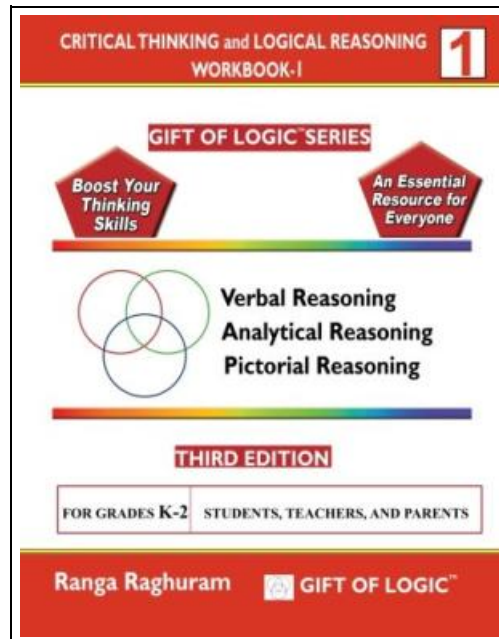 CRITICAL THINKING and LOGICAL REASONING
WORKBOOK-I
1
GIFT OF LOGIC™SERIES
Boost Your
Thinking
Skills
An Essential
Resource for
Everyone
Verbal Reasoning
Analytical Reasoning
Pictorial Reasoning
THIRD EDITION
FOR GRADES K-2
STUDENTS, TEACHERS, AND PARENTS
Ranga Raghuram
GIFT OF LOGIC™